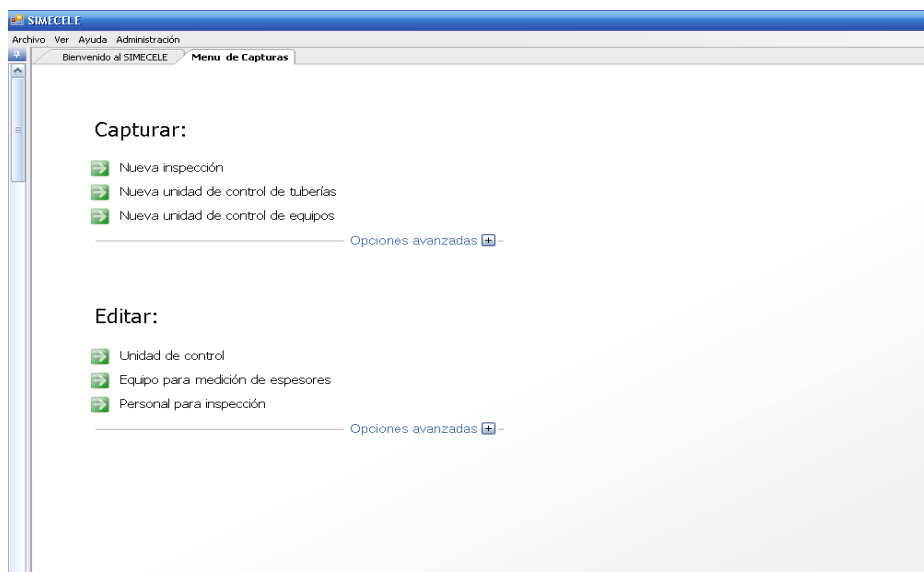 SIMECELE
Archivo Ver Ayuda Administración
Bienvenido al SIMECELE Menu de Capturas
Capturar:
Nueva inspección
Nueva unidad de control de tuberías
Nueva unidad de control de equipos
Opciones avanzadas
Editar:
Unidad de control
Equipo para medición de espesores
Personal para inspección
Opciones avanzadas